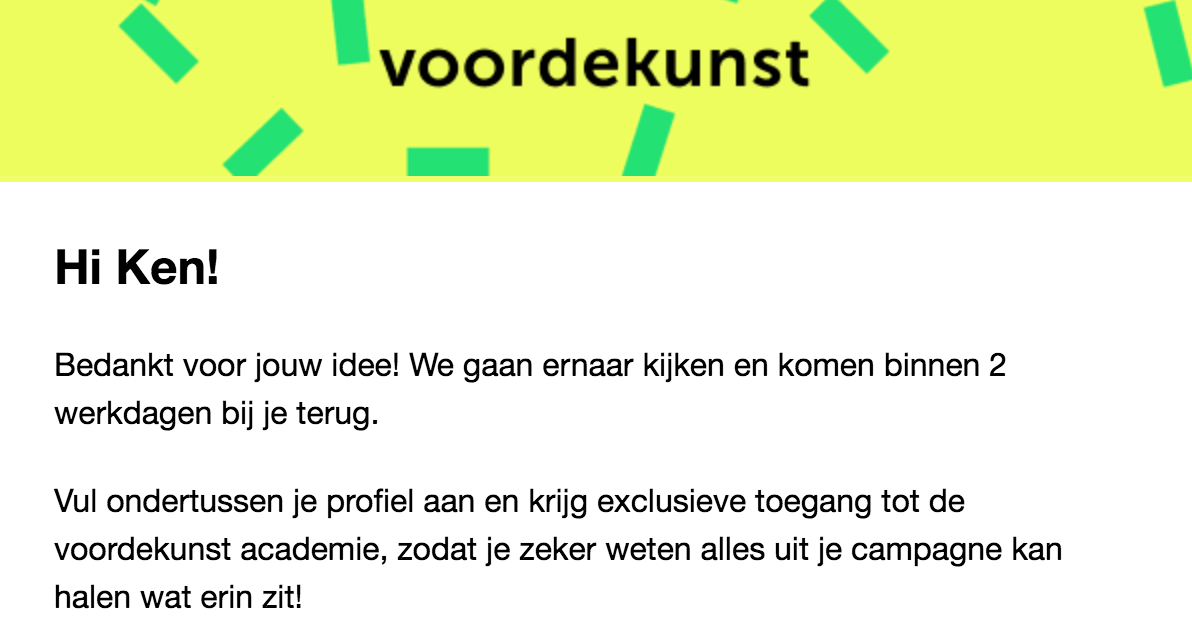 voordekunst
Hi Ken!
Bedankt voor jouw idee! We gaan ernaar kijken en komen binnen 2
werkdagen bij je terug.
Vul ondertussen je profiel aan en krijg exclusieve toegang tot de
voordekunst academie, zodat je zeker weten alles uit je campagne kan
halen wat erin zit!